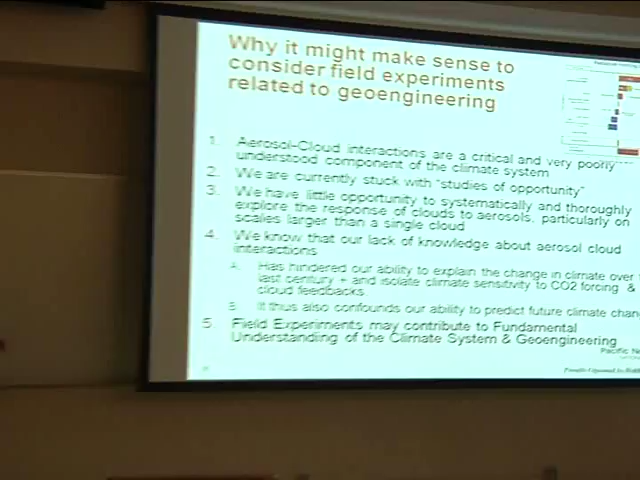 Why it might make sense to
consider field experiments
related to geoengineering
1. Aerosol-Cloud interactions are a critical and very poorly
understood component of the climate system
2. We are currently stuck with "studies of opportunity"
3. We have little opportunity to systematically and thoroughly
explore the response of clouds to aerosols, particularly on
scales larger than a single cloud
4. We know that our lack of knowledge about aerosol cloud
interactions
A. Has hindered our ability to explain the change in climate over
last century + and isolate climate sensitivity to CO2 forcing &
cloud feedbacks.
B. It thus also confounds our ability to predict future climate chan
5. Field Experiments may contribute to Fundamental
Understanding of the Climate System & Geoengineering
Pacific N